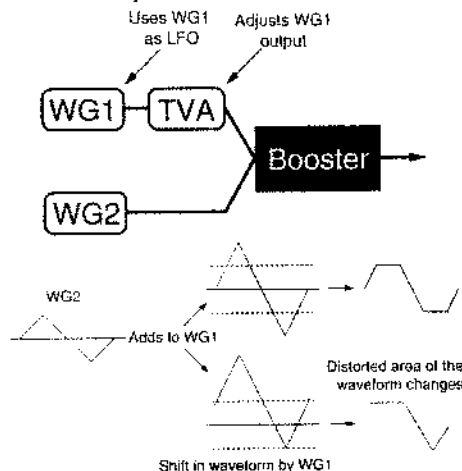 Uses WG1
as LFO
Adjusts WG1
output
WG1
TVA
Booster
WG2
WG2
Adds to WG1
Distorted area of the
waveform changes
Shift in waveform by WG1